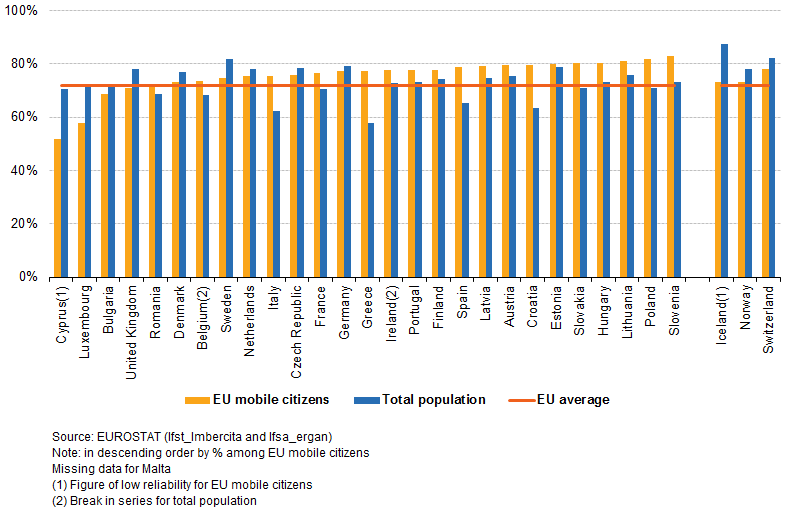 100%
80%
60%
40%
20%
0%
Cyprus(1)
Luxembourg
Bulgaria
United Kingdom
Romania
Denmark
Belgium(2)
Sweden
Netherlands
Italy
Czech Republic
France
Germany
Greece
Ireland(2)
Portugal
Finland
Spain
Latvia
Austria
Croatia
Estonia
Slovakia
Hungary
Lithuania
Poland
Slovenia
Iceland(1)
Norway
Switzerland
EU mobile citizens Total population EU average
Source: EUROSTAT (lfst_lmbercita and lfsa_ergan)
Note: in descending order by % among EU mobile citizens
Missing data for Malta
(1) Figure of low reliability for EU mobile citizens
(2) Break in series for total population